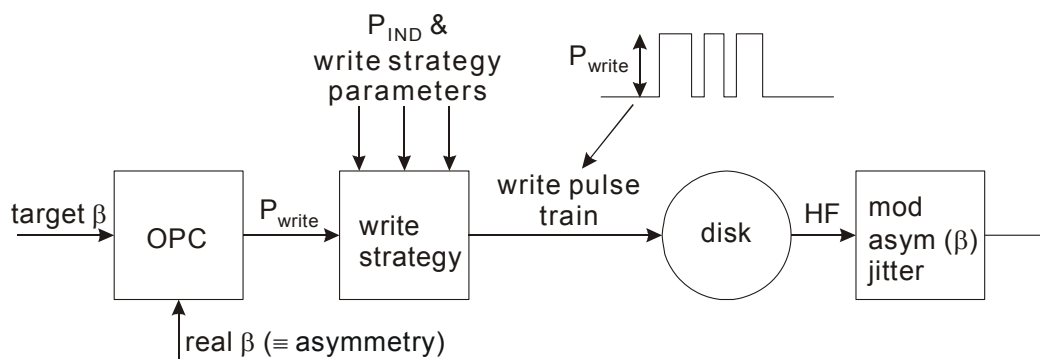 P_IND &
write strategy
parameters
P_write
write pulse
train
target β
OPC
P_write
write
strategy
disk
HF
mod
asym (β)
jitter
real β (≡ asymmetry)